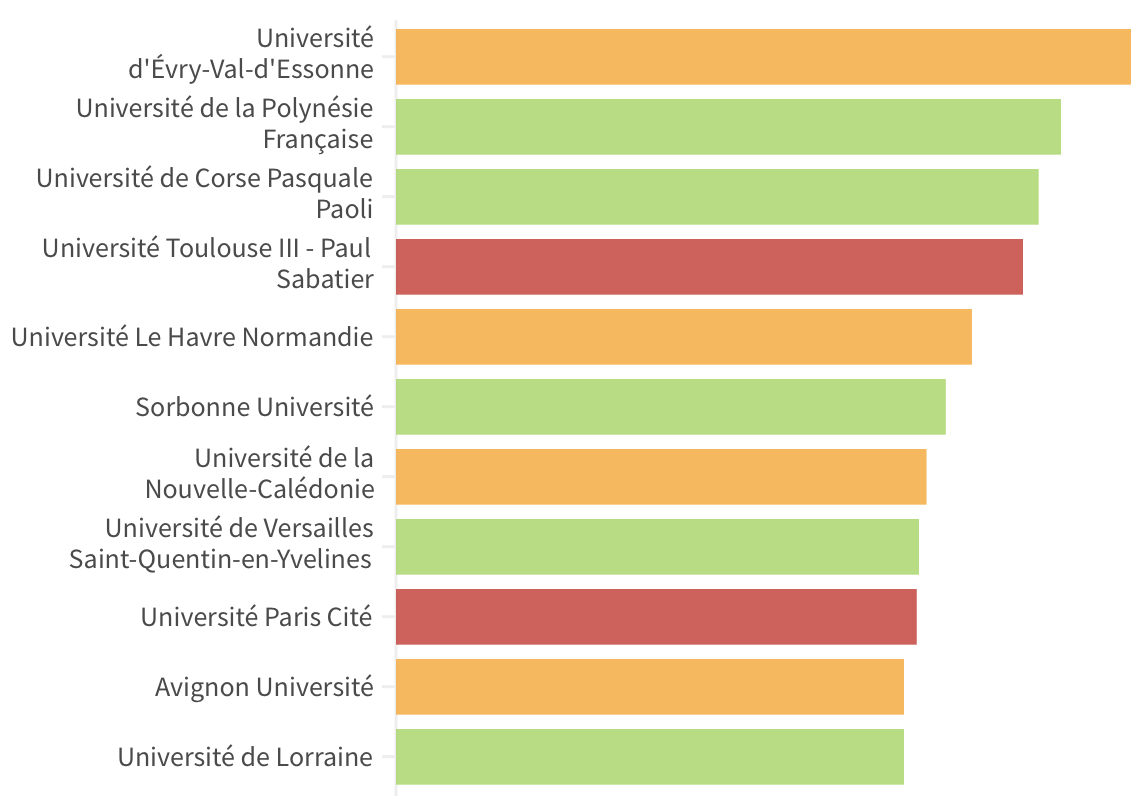 Université
d'Évry-Val-d'Essonne
Université de la Polynésie
Française
Université de Corse Pasquale
Paoli
Université Toulouse III - Paul
Sabatier
Université Le Havre Normandie
Sorbonne Université
Université de la
Nouvelle-Calédonie
Université de Versailles
Saint-Quentin-en-Yvelines
Université Paris Cité
Avignon Université
Université de Lorraine